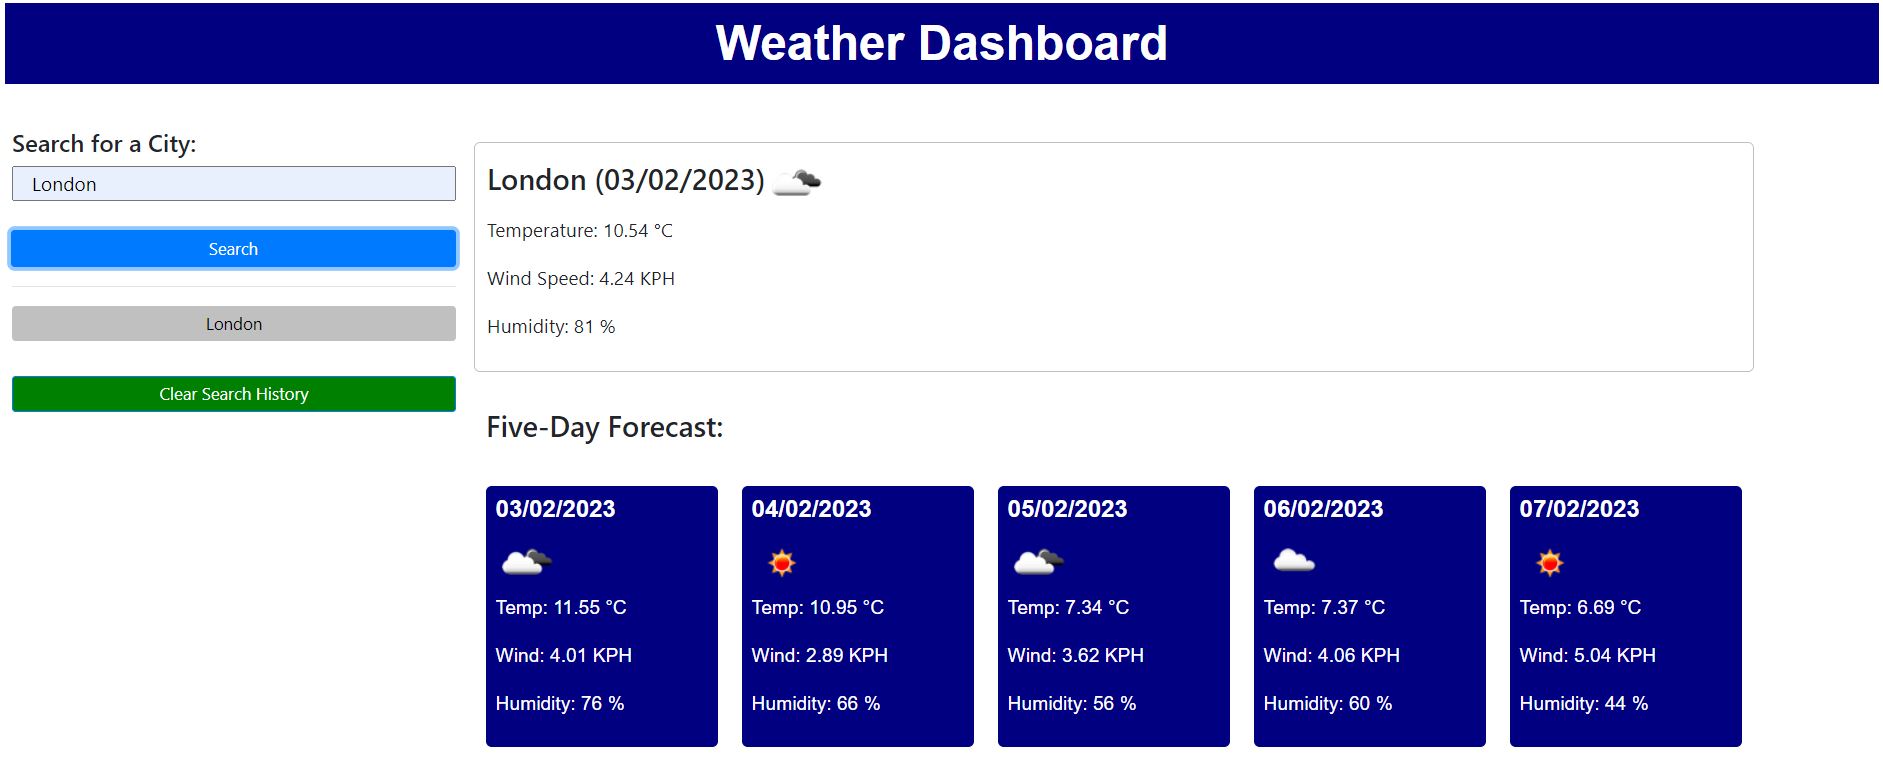 Weather Dashboard
Search for a City:
London
Search
London
Clear Search History
London (03/02/2023)
Temperature: 10.54 °C
Wind Speed: 4.24 KPH
Humidity: 81 %
Five-Day Forecast:
03/02/2023
Temp: 11.55 °C
Wind: 4.01 KPH
Humidity: 76 %
04/02/2023
Temp: 10.95 °C
Wind: 2.89 KPH
Humidity: 66 %
05/02/2023
Temp: 7.34 °C
Wind: 3.62 KPH
Humidity: 56 %
06/02/2023
Temp: 7.37 °C
Wind: 4.06 KPH
Humidity: 60 %
07/02/2023
Temp: 6.69 °C
Wind: 5.04 KPH
Humidity: 44 %